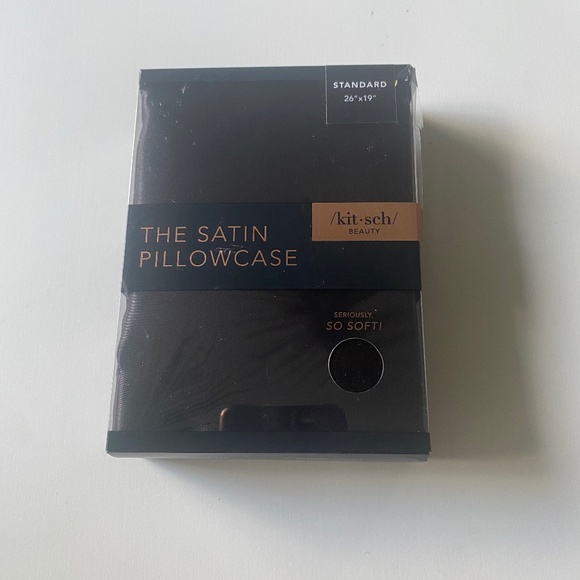 STANDARD
26"x19"
/kit·sch/
BEAUTY
THE SATIN
PILLOWCASE
SERIOUSLY,
SO SOFT!